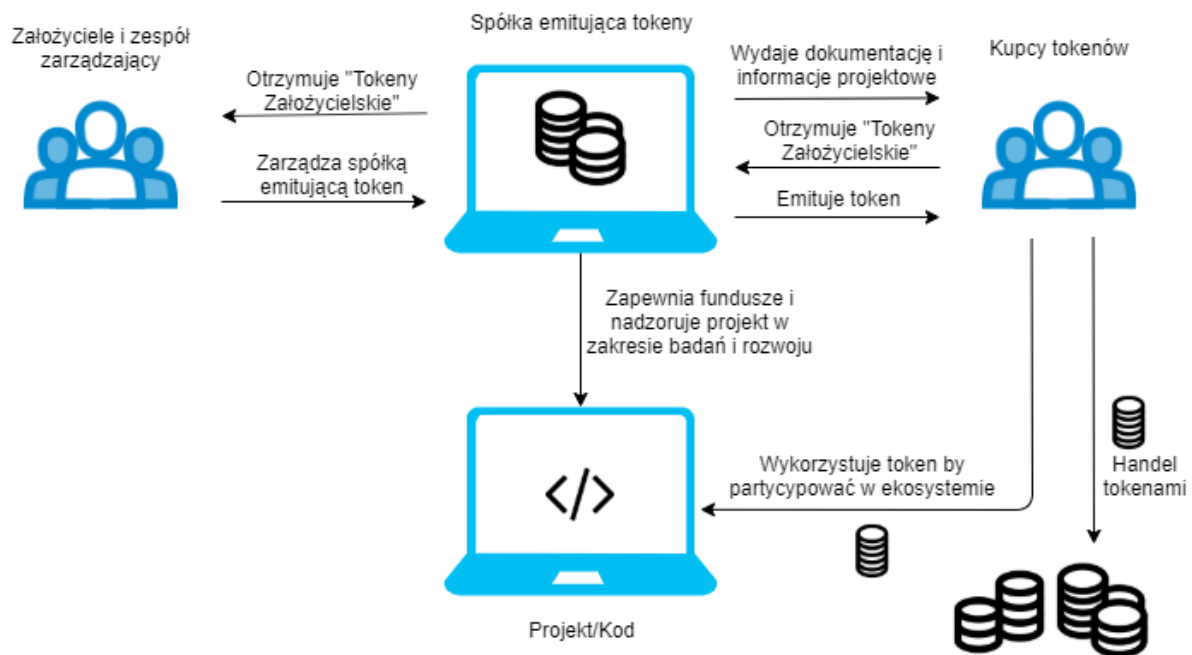 Założyciele i zespół
zarządzający
Spółka emitująca tokeny
Kupcy tokenów
Otrzymuje "Tokeny
Założycielskie"
Zarządza spółką
emitującą token
Wydaje dokumentację i
informacje projektowe
Otrzymuje "Tokeny
Założycielskie"
Emituje token
Zapewnia fundusze i
nadzoruje projekt w
zakresie badań i rozwoju
</>
Wykorzystuje token by
partycypować w ekosystemie
Handel
tokenami
Projekt/Kod